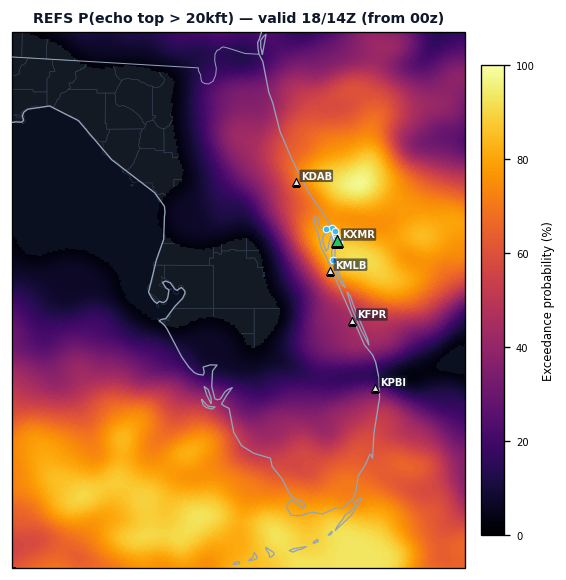 REFS P(echo top > 20kft) — valid 18/14Z (from 00z)
KDAB
KXMR
KMLB
KFPR
KPBI
100
80
60
40
20
0
Exceedance probability (%)